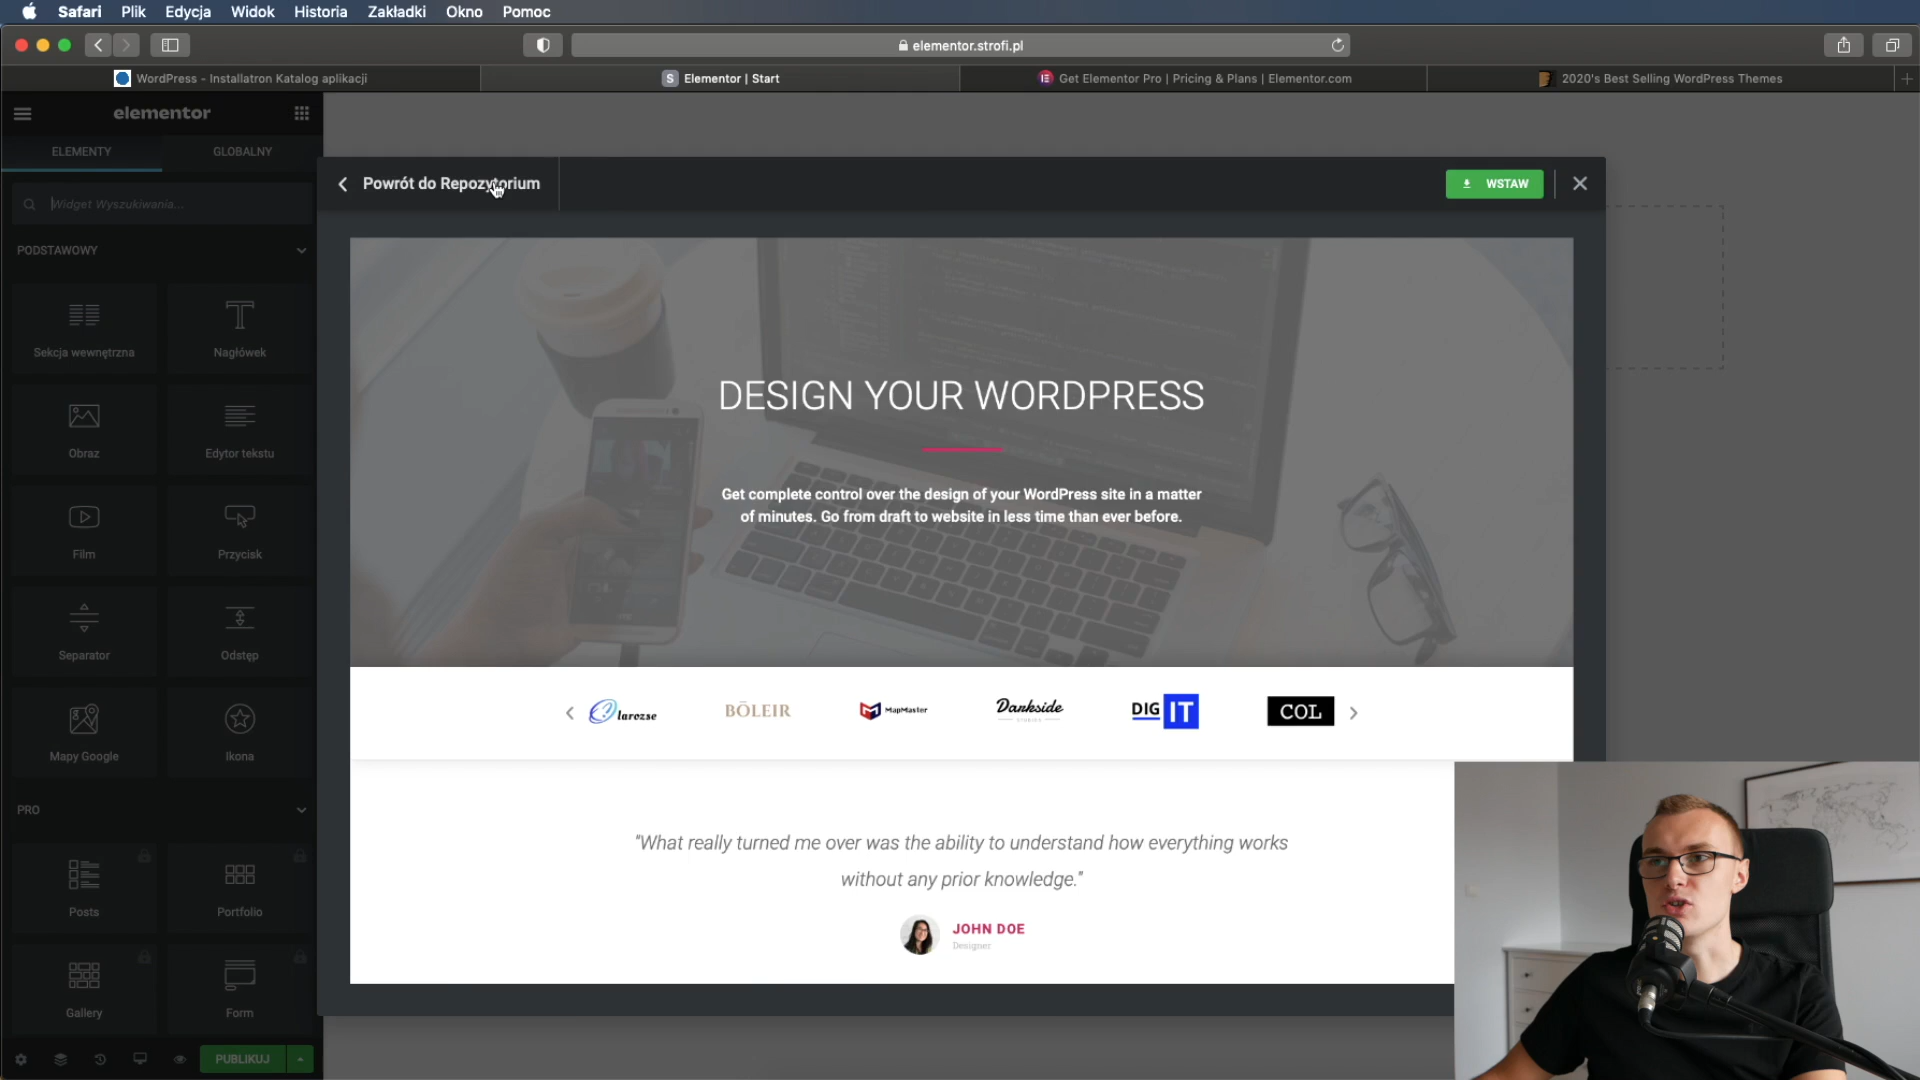 Safari Plik Edycja Widok Historia Zakładki Okno Pomoc
elementor.strofi.pl
WordPress - Installatron Katalog aplikacji
S Elementor | Start
Get Elementor Pro | Pricing & Plans | Elementor.com
2020's Best Selling WordPress Themes
elementor
ELEMENTY GLOBALNY
Widget Wyszukiwania...
PODSTAWOWY
Sekcja wewnętrzna Nagłówek
Obraz Edytor tekstu
Film Przycisk
Separator Odstęp
Mapy Google Ikona
PRO
Posts Portfolio
Gallery Form
PUBLIKUJ
Powrót do Repozytorium
WSTAW
DESIGN YOUR WORDPRESS
Get complete control over the design of your WordPress site in a matter
of minutes. Go from draft to website in less time than ever before.
larozse BŌLEIR MapMaster Darkside STUDIOS DIG IT COL
"What really turned me over was the ability to understand how everything works
without any prior knowledge."
JOHN DOE
Designer